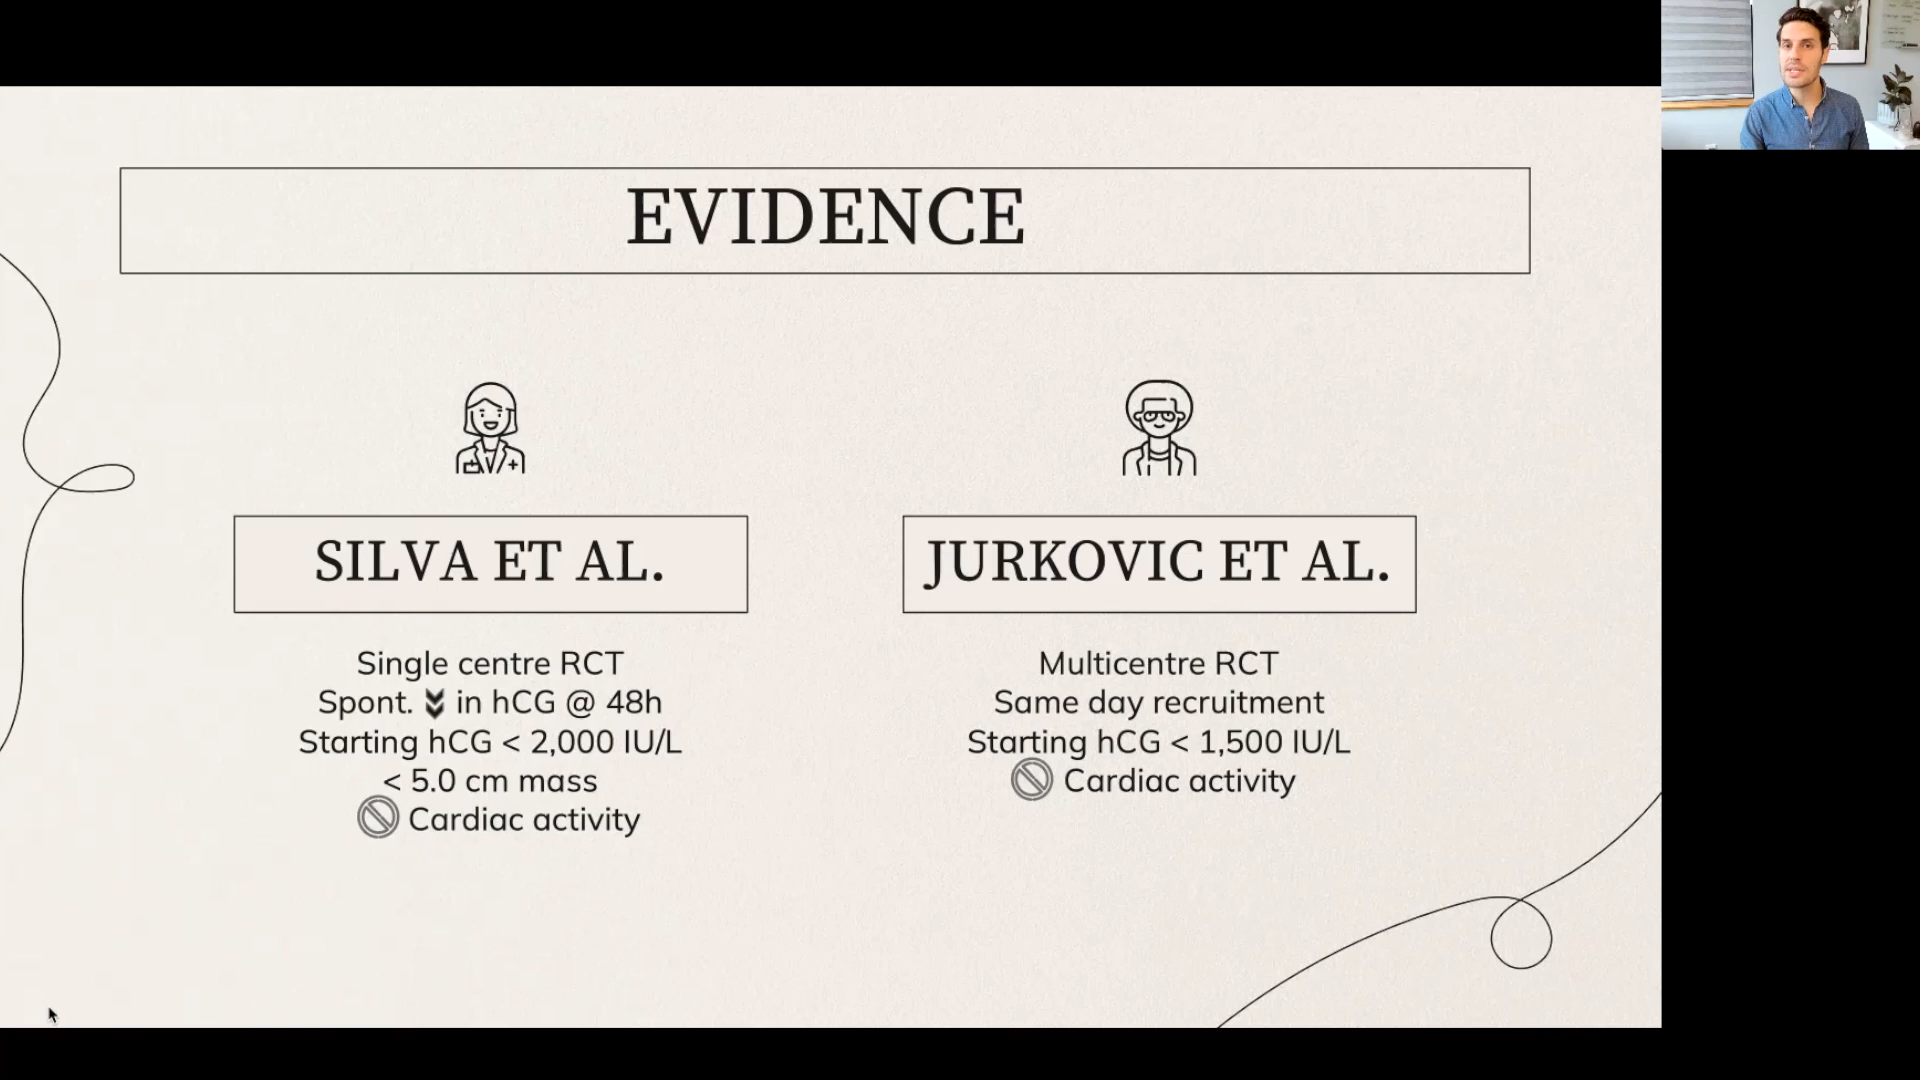 EVIDENCE
SILVA ET AL.
Single centre RCT
Spont. in hCG @ 48h
Starting hCG < 2,000 IU/L
< 5.0 cm mass
Cardiac activity
JURKOVIC ET AL.
Multicentre RCT
Same day recruitment
Starting hCG < 1,500 IU/L
Cardiac activity